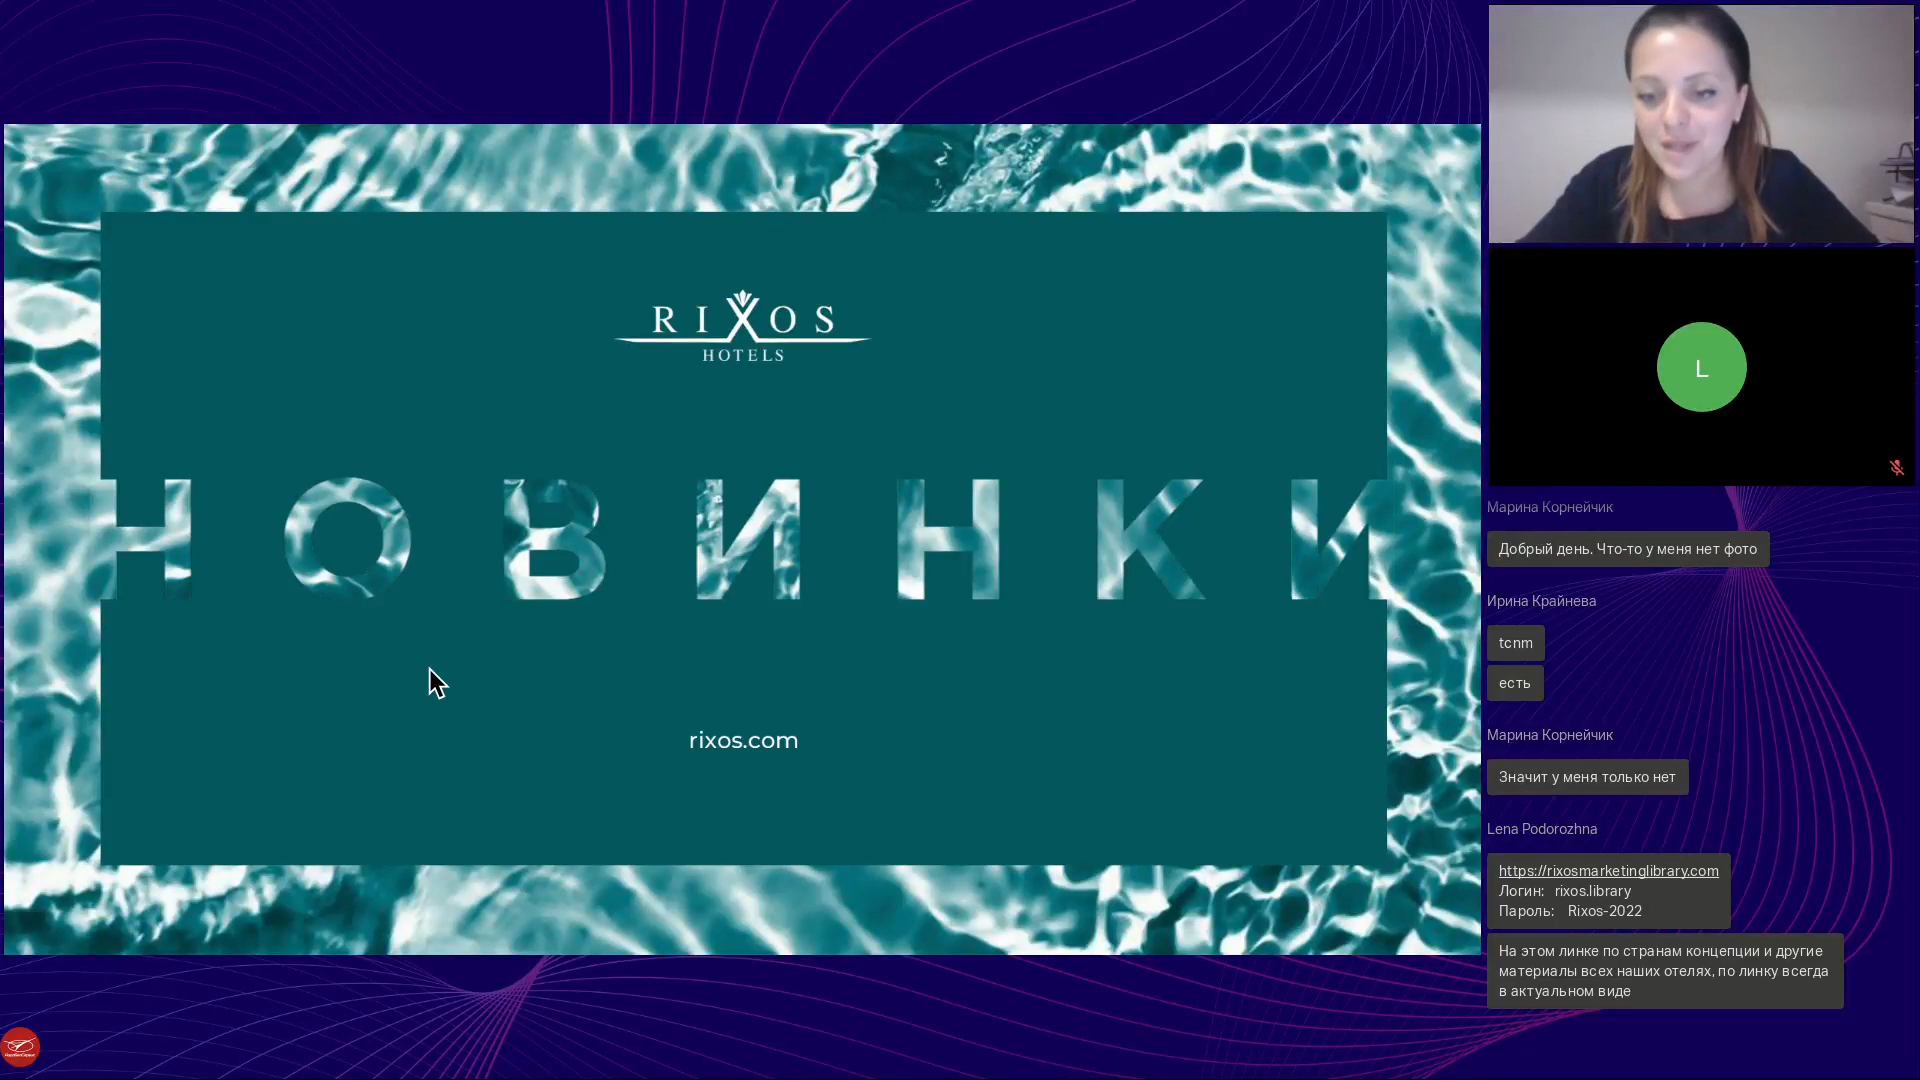 RIXOS
HOTELS
НОВИНКИ
rixos.com
L
Марина Корнейчик
Добрый день. Что-то у меня нет фото
Ирина Крайнева
tcnm
есть
Марина Корнейчик
Значит у меня только нет
Lena Podorozhna
https://rixosmarketinglibrary.com
Логин: rixos.library
Пароль: Rixos-2022
На этом линке по странам концепции и другие
материалы всех наших отелях, по линку всегда
в актуальном виде